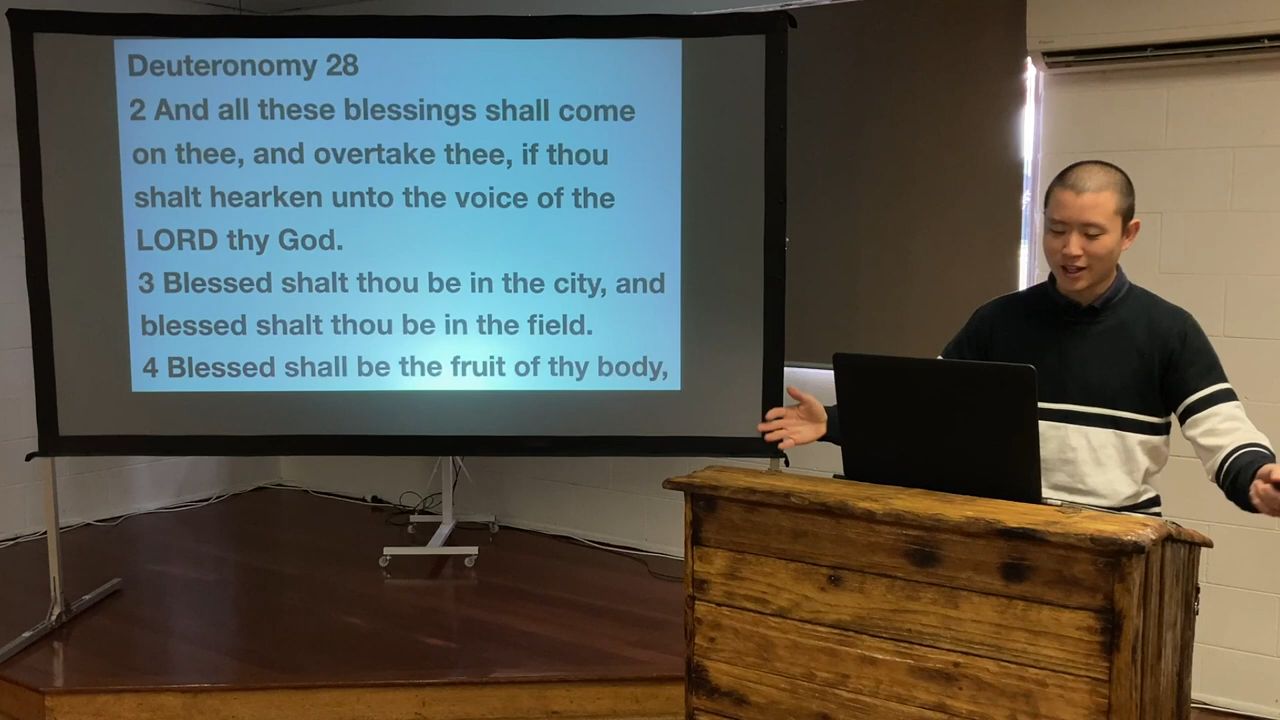 Deuteronomy 28
2 And all these blessings shall come
on thee, and overtake thee, if thou
shalt hearken unto the voice of the
LORD thy God.
3 Blessed shalt thou be in the city, and
blessed shalt thou be in the field.
4 Blessed shall be the fruit of thy body,